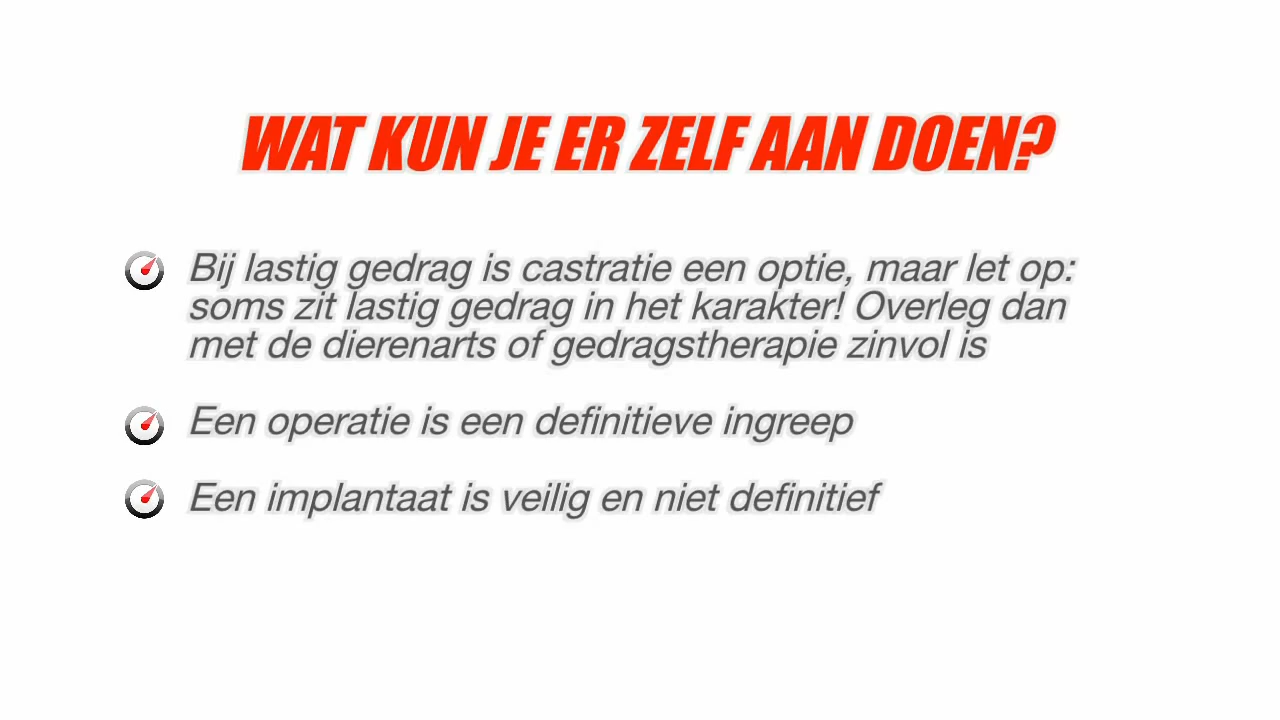 WAT KUN JE ER ZELF AAN DOEN?
Bij lastig gedrag is castratie een optie, maar let op:
soms zit lastig gedrag in het karakter! Overleg dan
met de dierenarts of gedragstherapie zinvol is
Een operatie is een definitieve ingreep
Een implantaat is veilig en niet definitief